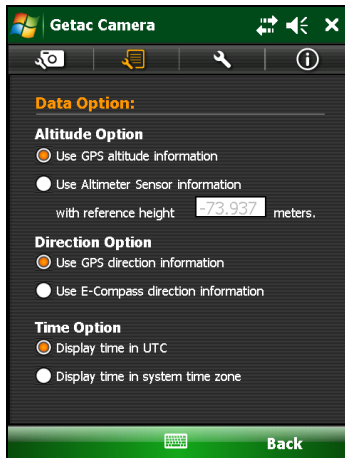 Getac Camera
Data Option:
Altitude Option
Use GPS altitude information
Use Altimeter Sensor information
with reference height -73.937 meters.
Direction Option
Use GPS direction information
Use E-Compass direction information
Time Option
Display time in UTC
Display time in system time zone
Back